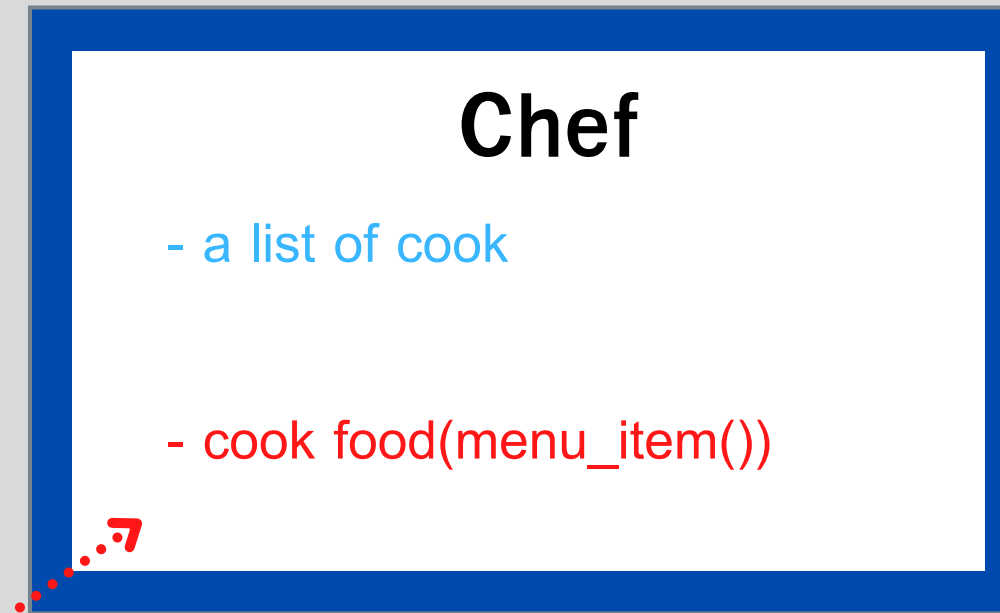 Chef
- a list of cook
- cook food(menu_item())